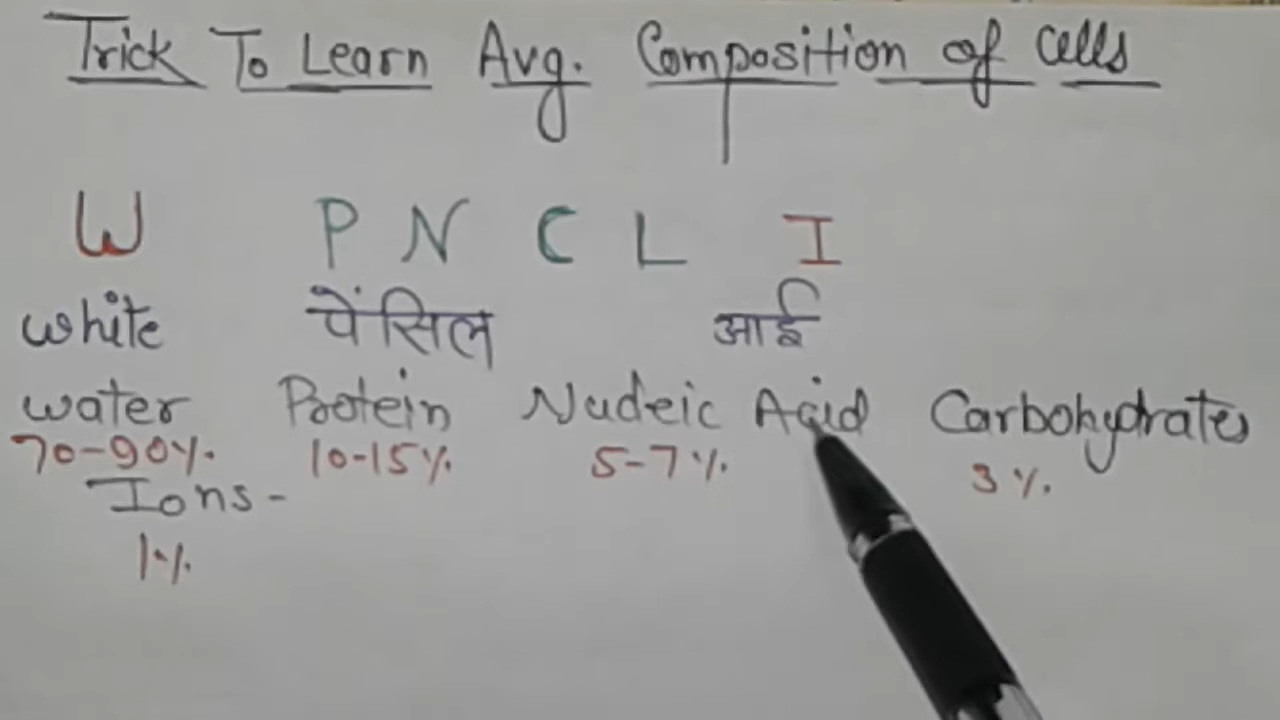 Trick To Learn Avg. Composition of Cells
W P N C L I
white पेंसिल आई
water Protein Nucleic Acid Carbohydrates
70-90% 10-15% 5-7% 3%
Ions -
1%